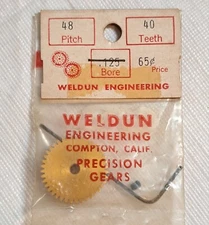 48 40
Pitch Teeth
.125 65¢
Bore Price
WELDUN ENGINEERING
WELDUN
ENGINEERING
COMPTON, CALIF.
PRECISION
GEARS